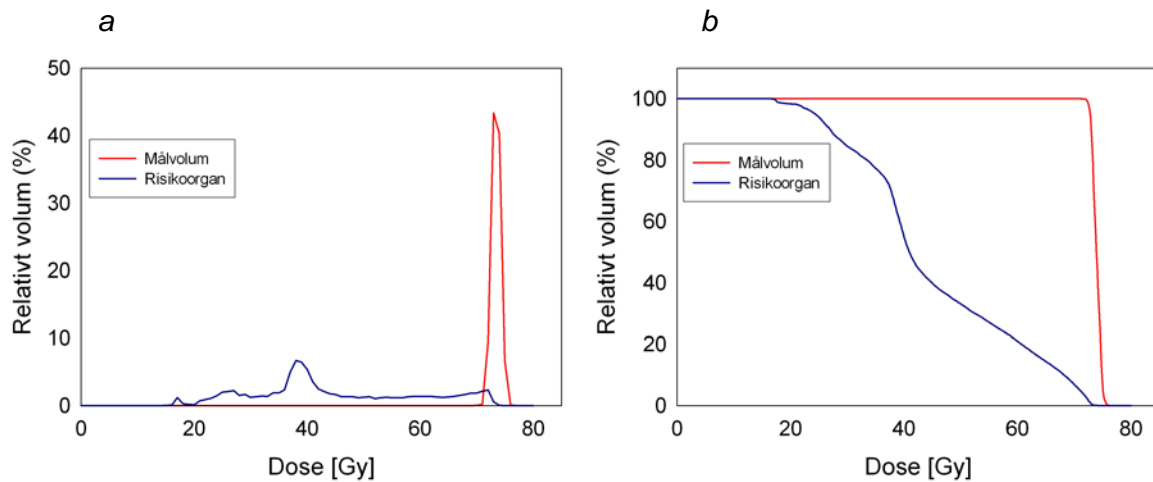 a
50
40
30
20
10
0
Relativt volum (%)
Målvolum
Risikoorgan
0 20 40 60 80
Dose [Gy]
b
100
80
60
40
20
0
Relativt volum (%)
Målvolum
Risikoorgan
0 20 40 60 80
Dose [Gy]